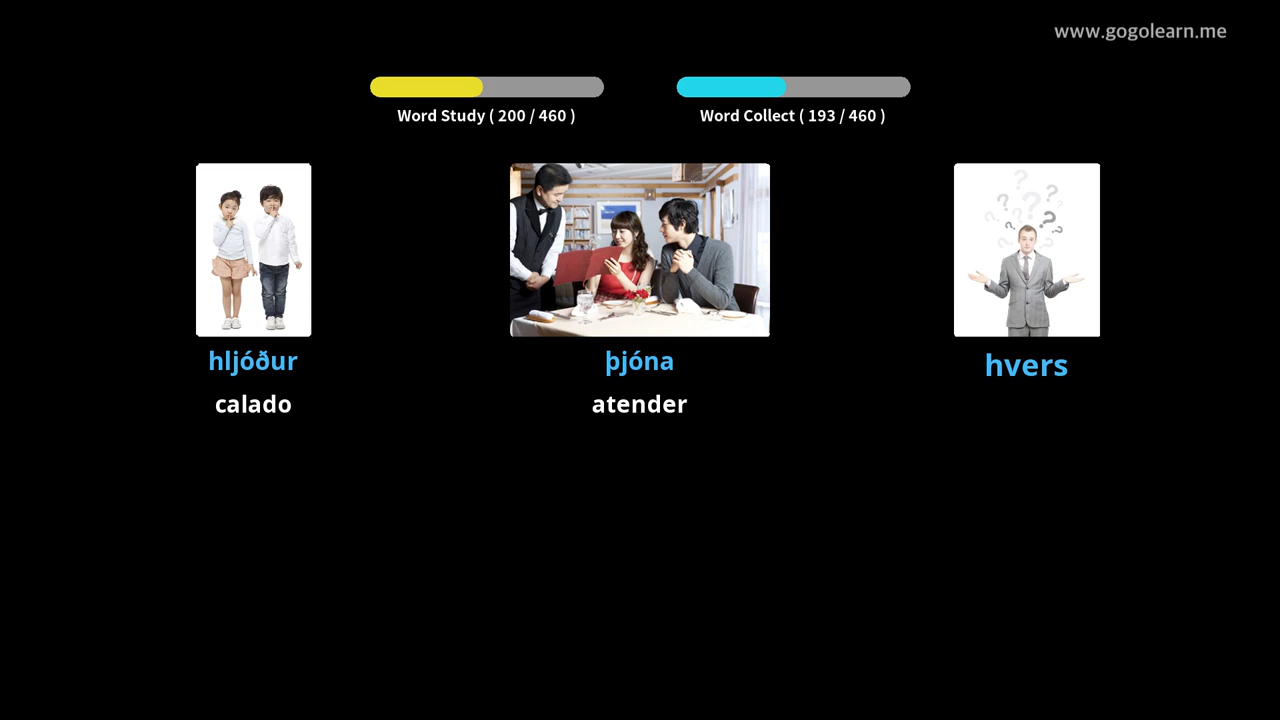 www.gogolearn.me
Word Study ( 200 / 460 )
Word Collect ( 193 / 460 )
hljóður
þjóna
hvers
calado
atender